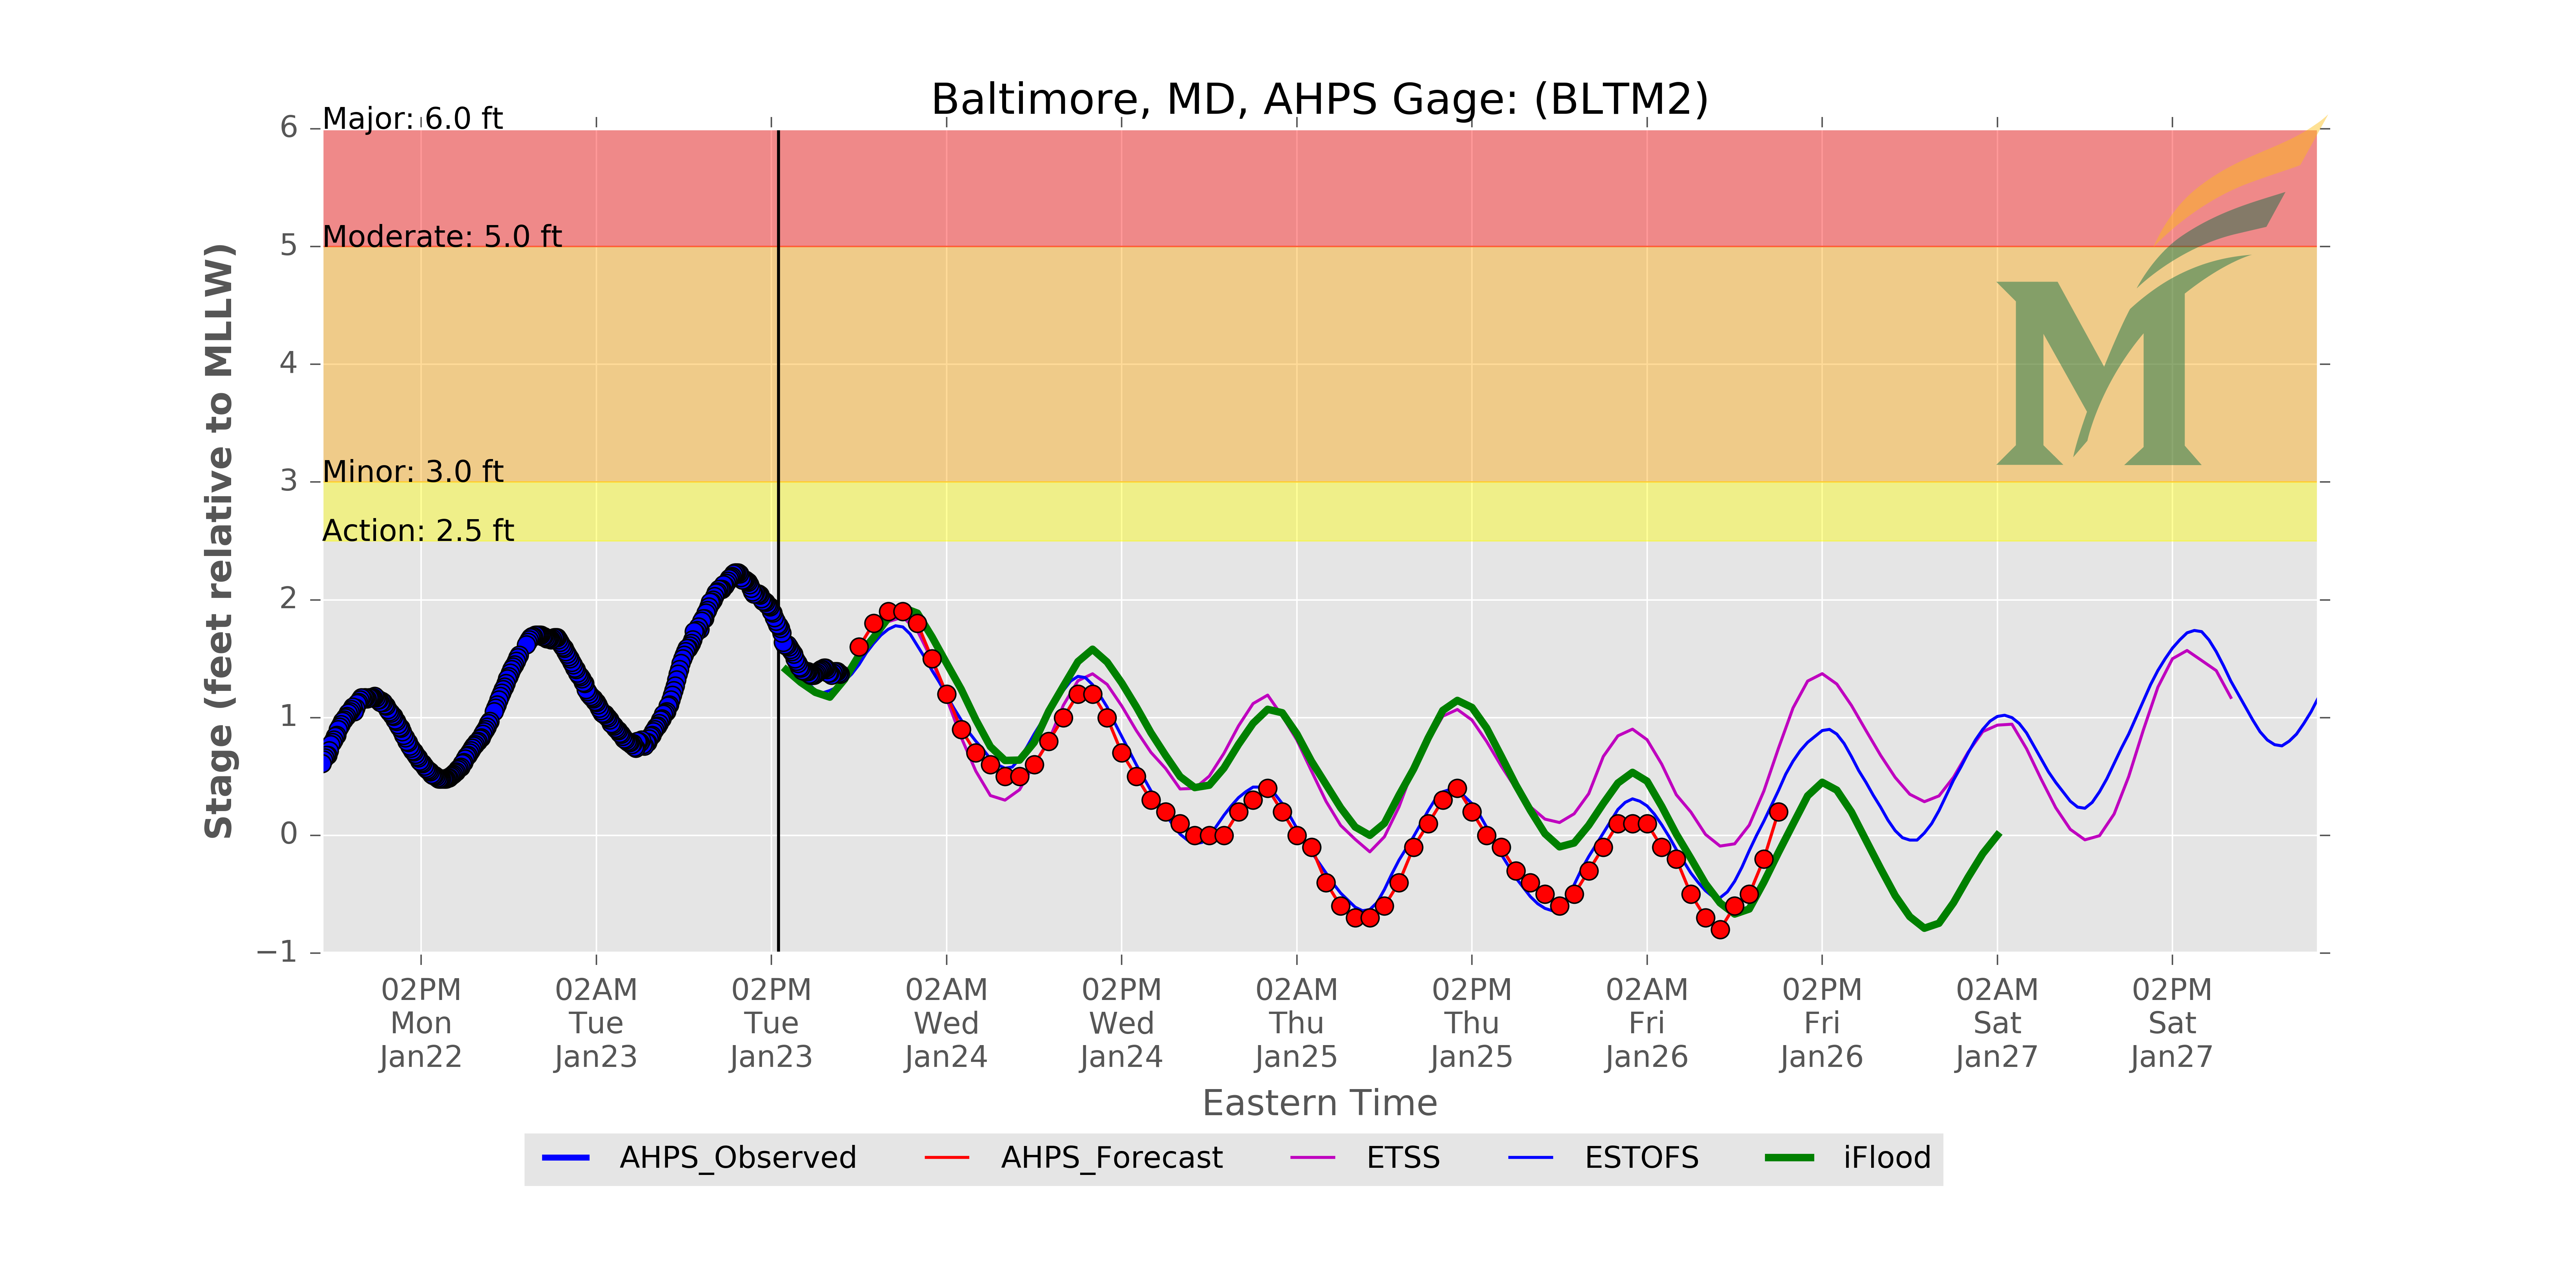 Baltimore, MD, AHPS Gage: (BLTM2)
Major: 6.0 ft
Moderate: 5.0 ft
Minor: 3.0 ft
Action: 2.5 ft
Stage (feet relative to MLLW)
6
5
4
3
2
1
0
−1
02PM 02AM 02PM 02AM 02PM 02AM 02PM 02AM 02PM 02AM 02PM
Mon Tue Tue Wed Wed Thu Thu Fri Fri Sat Sat
Jan22 Jan23 Jan23 Jan24 Jan24 Jan25 Jan25 Jan26 Jan26 Jan27 Jan27
Eastern Time
AHPS_Observed AHPS_Forecast ETSS ESTOFS iFlood
M